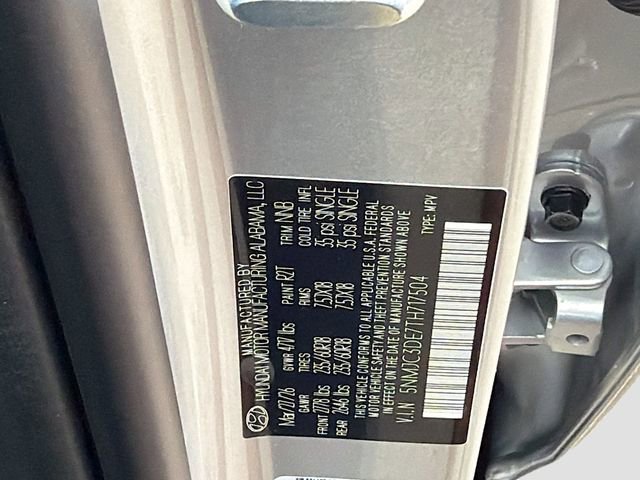 MANUFACTURED BY
HYUNDAI MOTOR MANUFACTURING ALABAMA, LLC
Mar/27/26 GVWR 4717 lbs PAINT R2T TRIM NNB
GAWR TIRES RIMS COLD TIRE INFL
FRONT 2778 lbs 235/60R18 7.5JX18 35 psi SINGLE
REAR 2646 lbs 235/60R18 7.5JX18 35 psi SINGLE
THIS VEHICLE CONFORMS TO ALL APPLICABLE U.S.A. FEDERAL
MOTOR VEHICLE SAFETY, BUMPER, AND THEFT PREVENTION STANDARDS
IN EFFECT ON THE DATE OF MANUFACTURE SHOWN ABOVE
V.I.N 5NMJC3DE7TH717504 TYPE: MPV